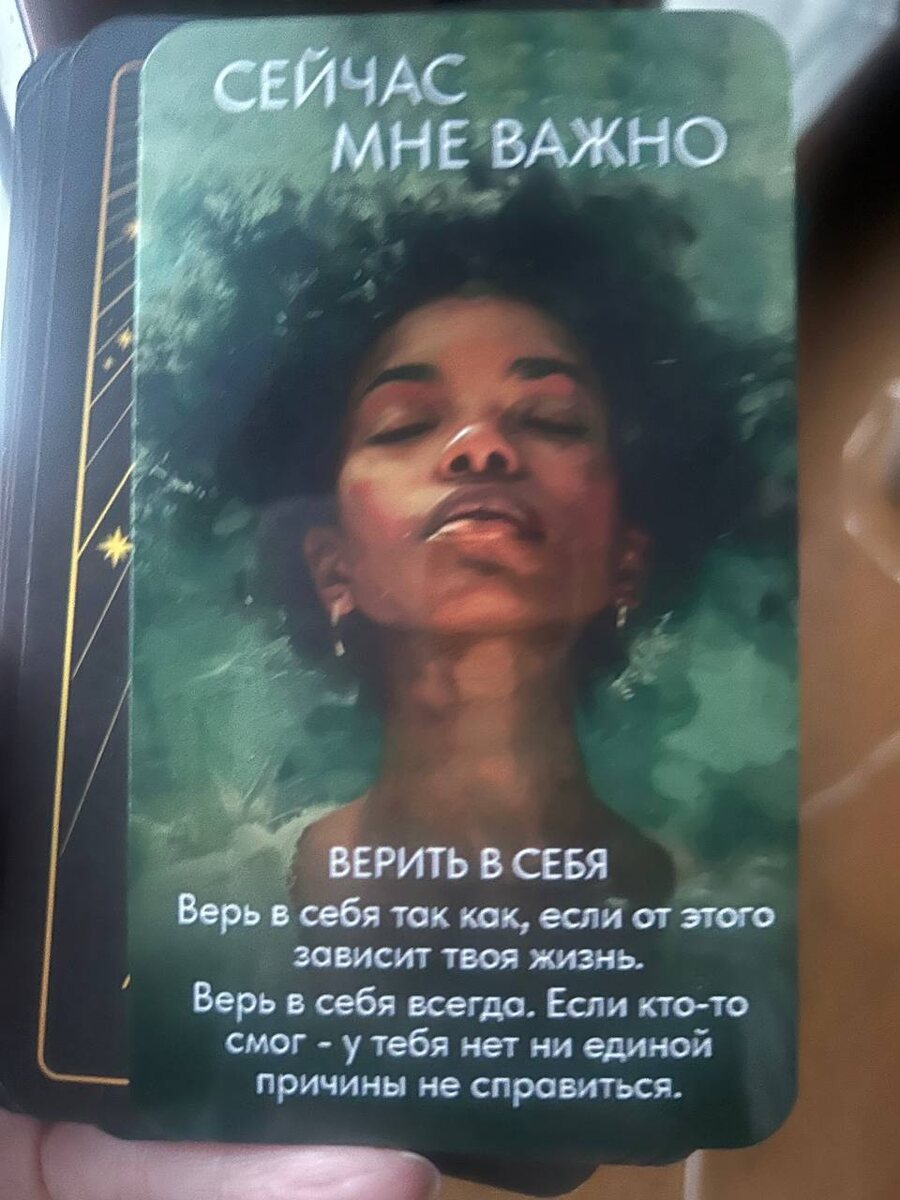 СЕЙЧАС
МНЕ ВАЖНО
ВЕРИТЬ В СЕБЯ
Верь в себя так как, если от этого
зависит твоя жизнь.
Верь в себя всегда. Если кто-то
смог - у тебя нет ни единой
причины не справиться.